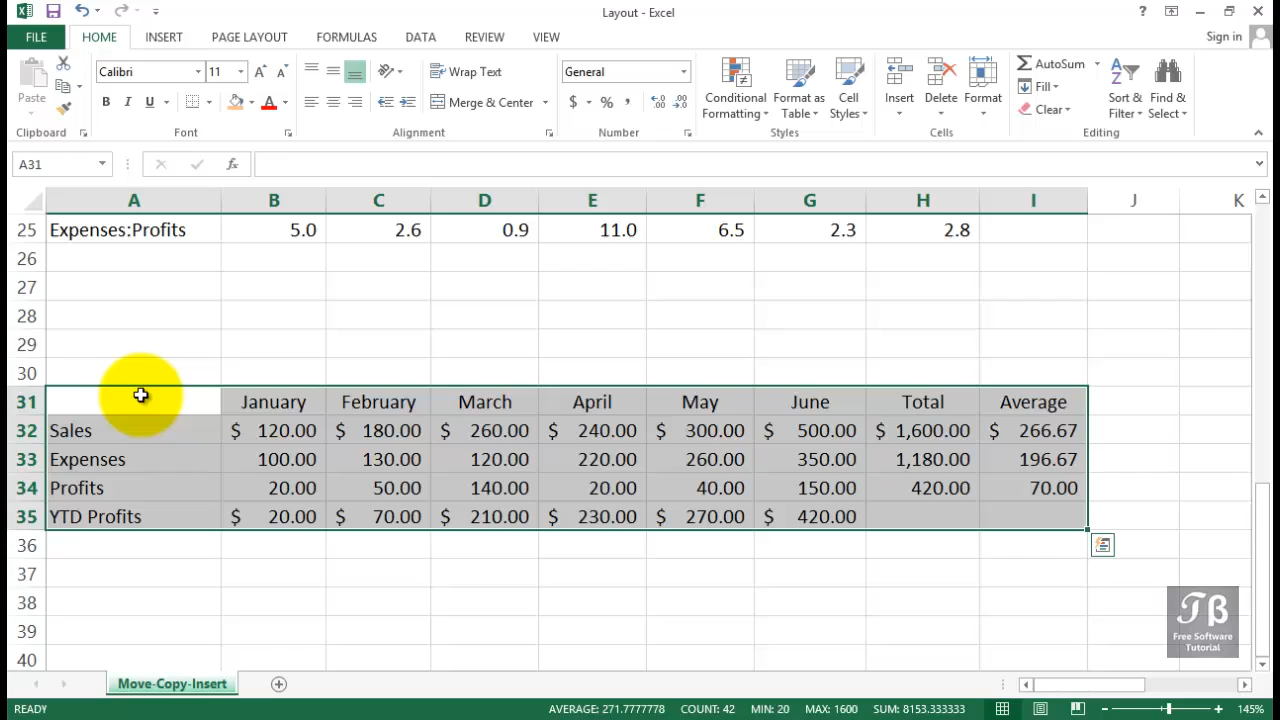 Layout - Excel
?
FILE HOME INSERT PAGE LAYOUT FORMULAS DATA REVIEW VIEW Sign in
Paste
Calibri 11
B I U
Wrap Text
Merge & Center
General
$ % ,
Conditional Formatting
Format as Table
Cell Styles
Insert Delete Format
AutoSum
Fill
Clear
Sort & Filter
Find & Select
Clipboard Font Alignment Number Styles Cells Editing
A31 fx
A B C D E F G H I J K
25 Expenses:Profits 5.0 2.6 0.9 11.0 6.5 2.3 2.8
26
27
28
29
30
31 January February March April May June Total Average
32 Sales $ 120.00 $ 180.00 $ 260.00 $ 240.00 $ 300.00 $ 500.00 $ 1,600.00 $ 266.67
33 Expenses 100.00 130.00 120.00 220.00 260.00 350.00 1,180.00 196.67
34 Profits 20.00 50.00 140.00 20.00 40.00 150.00 420.00 70.00
35 YTD Profits $ 20.00 $ 70.00 $ 210.00 $ 230.00 $ 270.00 $ 420.00
36
37
38
39
40
Free Software
Tutorial
Move-Copy-Insert
READY AVERAGE: 271.7777778 COUNT: 42 MIN: 20 MAX: 1600 SUM: 8153.333333 145%